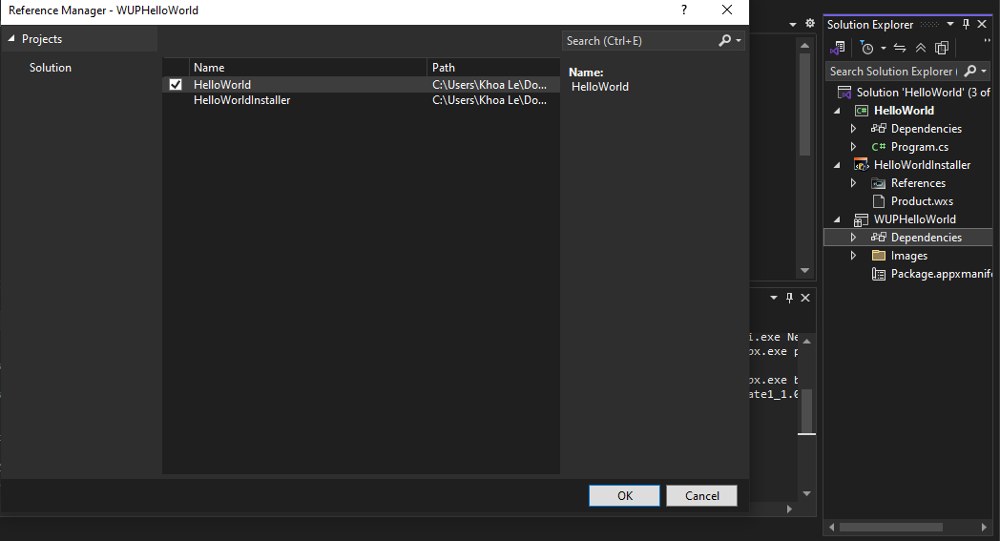 Reference Manager - WUPHelloWorld
?
Projects
Solution
Search (Ctrl+E)
Name
Path
HelloWorld
C:\Users\Khoa Le\Do...
HelloWorldInstaller
C:\Users\Khoa Le\Do...
Name:
HelloWorld
OK
Cancel
i.exe Ne
ox.exe p
ox.exe b
ate1_1.0
Solution Explorer
Search Solution Explorer (
Solution 'HelloWorld' (3 of
C# HelloWorld
Dependencies
C# Program.cs
HelloWorldInstaller
References
Product.wxs
WUPHelloWorld
Dependencies
Images
Package.appxmanife